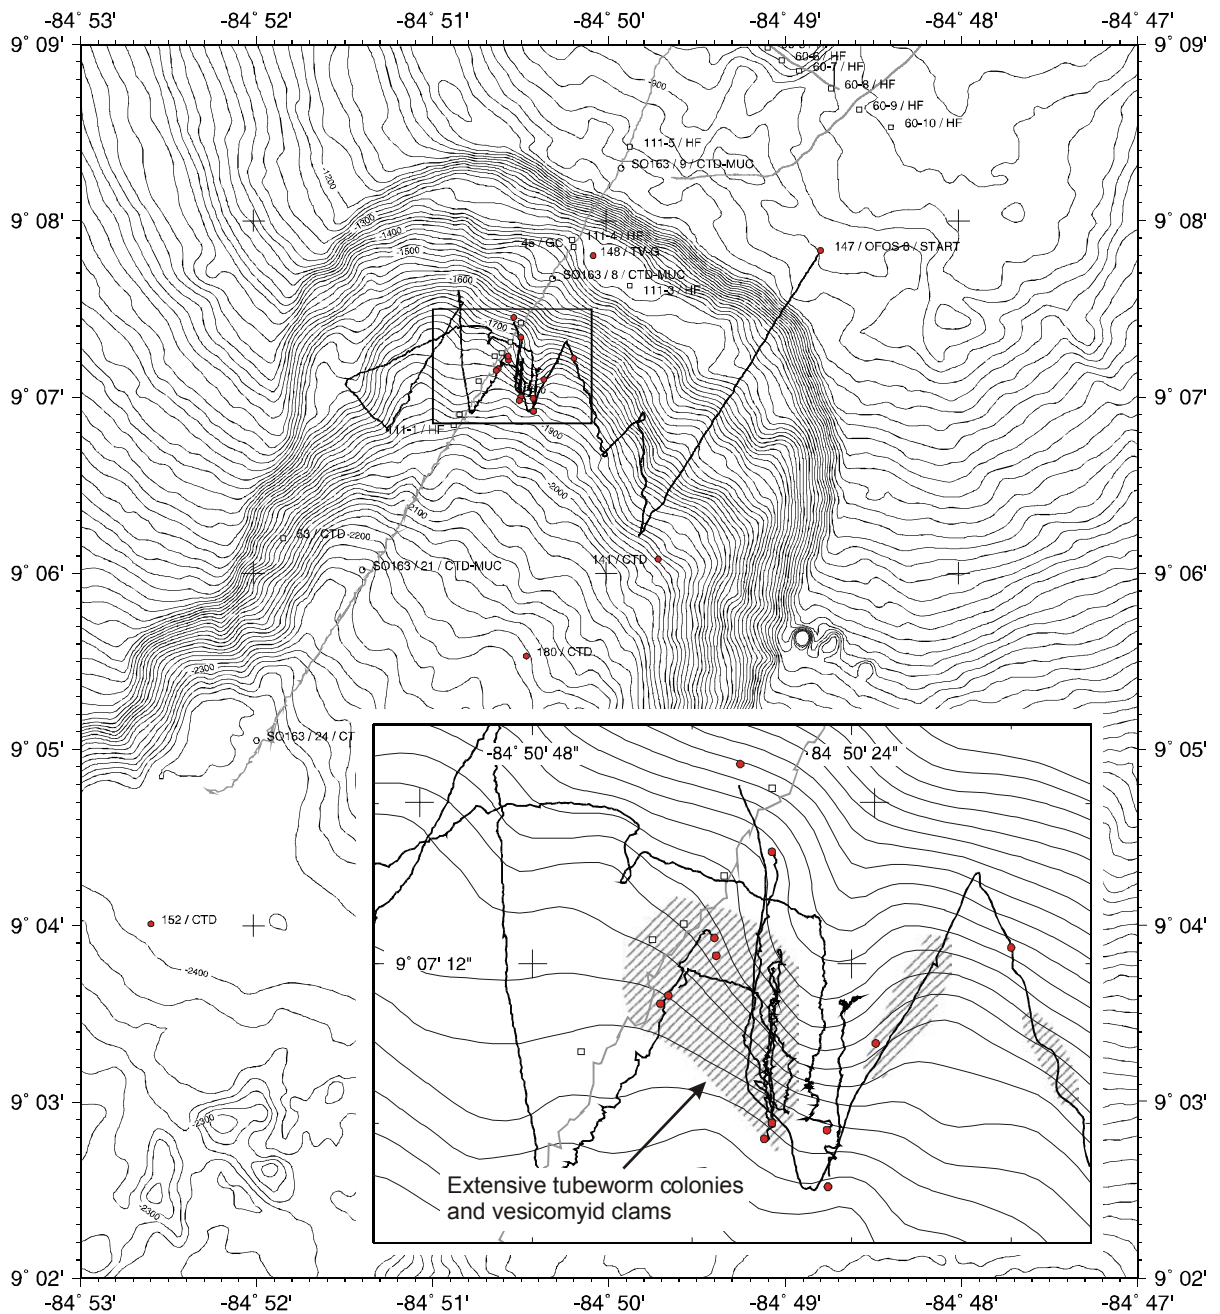 -84° 53' -84° 52' -84° 51' -84° 50' -84° 49' -84° 48' -84° 47'
9° 09' 9° 09'
60-6 / HF
60-7 / HF
-900
60-8 / HF
60-9 / HF
60-10 / HF
111-5 / HF
SO163 / 9 / CTD-MUC
-1200
9° 08' 9° 08'
-1300
-1400
111-4 / HF
45 / GC
147 / OFOS-8 / START
-1500
148 / TV-G
-1600
SO163 / 8 / CTD-MUC
111-3 / HF
-1700
9° 07' 9° 07'
111-1 / HF
-1900
-2000
-2100
53 / CTD
-2200
141 / CTD
SO163 / 21 / CTD-MUC
9° 06' 9° 06'
180 / CTD
-2300
9° 05' 9° 05'
SO163 / 24 / CT
-84° 50' 48" -84° 50' 24"
152 / CTD
9° 04' 9° 04'
9° 07' 12"
-2400
9° 03' 9° 03'
-2300
Extensive tubeworm colonies
and vesicomyid clams
-2300
9° 02' 9° 02'
-84° 53' -84° 52' -84° 51' -84° 50' -84° 49' -84° 48' -84° 47'